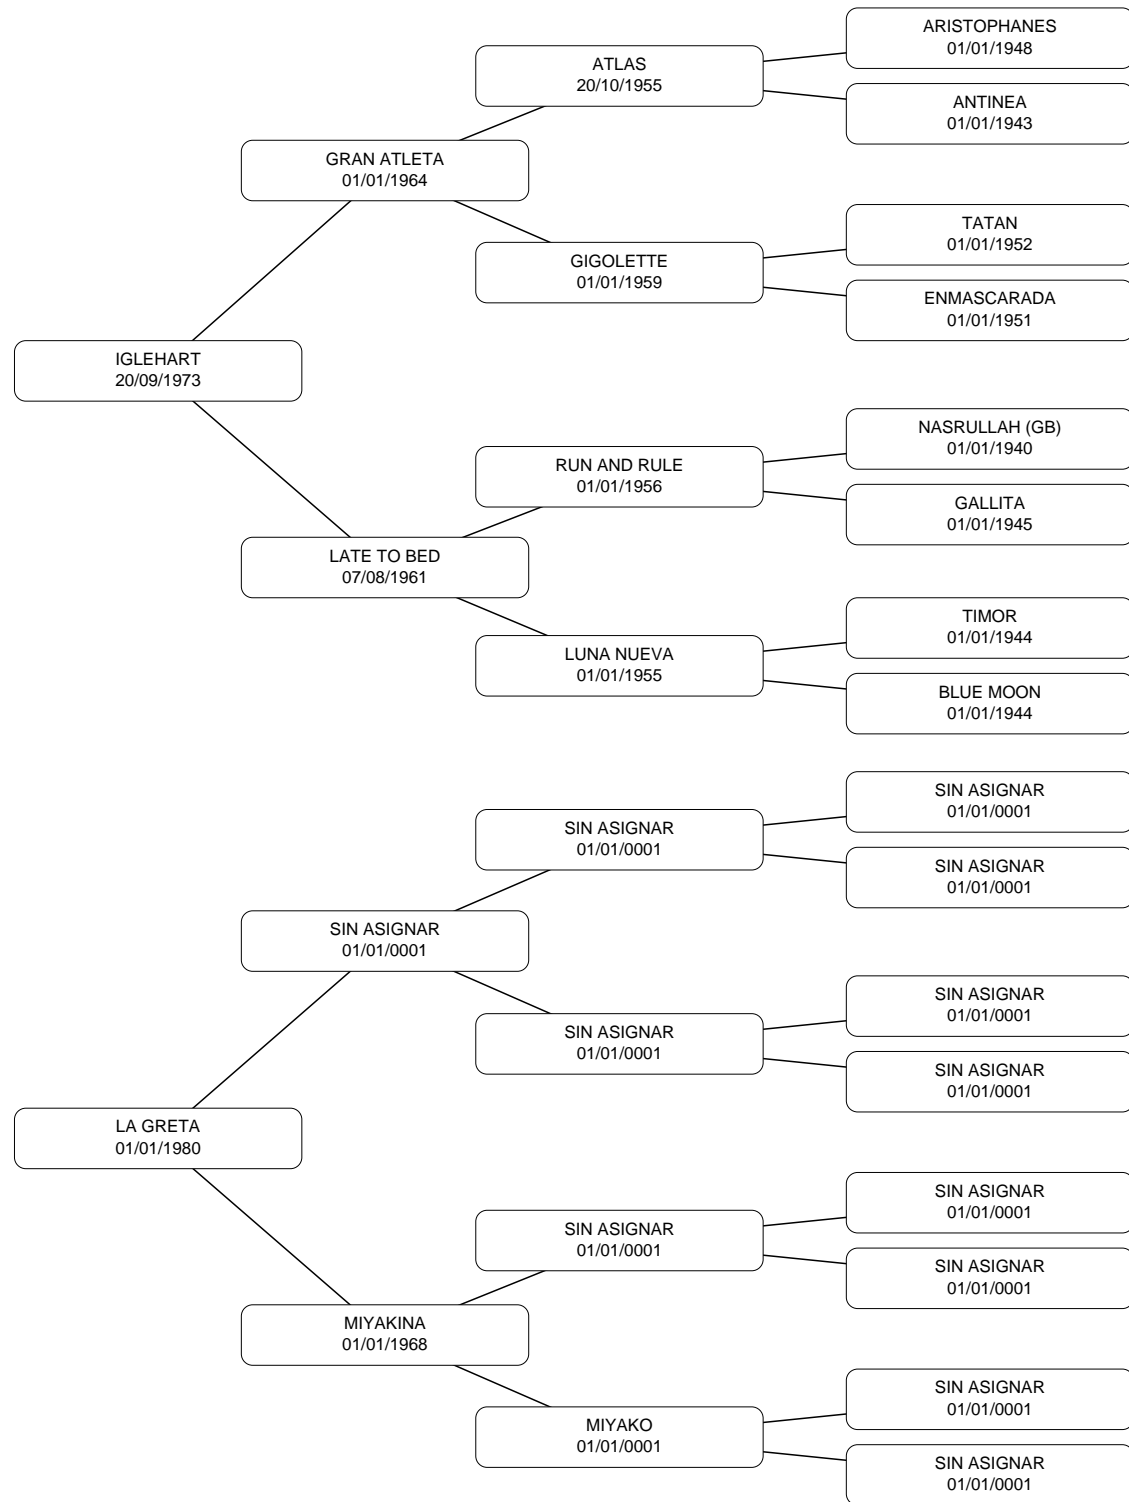 ARISTOPHANES
01/01/1948
ATLAS
20/10/1955
ANTINEA
01/01/1943
GRAN ATLETA
01/01/1964
TATAN
01/01/1952
GIGOLETTE
01/01/1959
ENMASCARADA
01/01/1951
IGLEHART
20/09/1973
NASRULLAH (GB)
01/01/1940
RUN AND RULE
01/01/1956
GALLITA
01/01/1945
LATE TO BED
07/08/1961
TIMOR
01/01/1944
LUNA NUEVA
01/01/1955
BLUE MOON
01/01/1944
SIN ASIGNAR
01/01/0001
SIN ASIGNAR
01/01/0001
SIN ASIGNAR
01/01/0001
SIN ASIGNAR
01/01/0001
SIN ASIGNAR
01/01/0001
SIN ASIGNAR
01/01/0001
SIN ASIGNAR
01/01/0001
LA GRETA
01/01/1980
SIN ASIGNAR
01/01/0001
SIN ASIGNAR
01/01/0001
SIN ASIGNAR
01/01/0001
MIYAKINA
01/01/1968
SIN ASIGNAR
01/01/0001
MIYAKO
01/01/0001
SIN ASIGNAR
01/01/0001